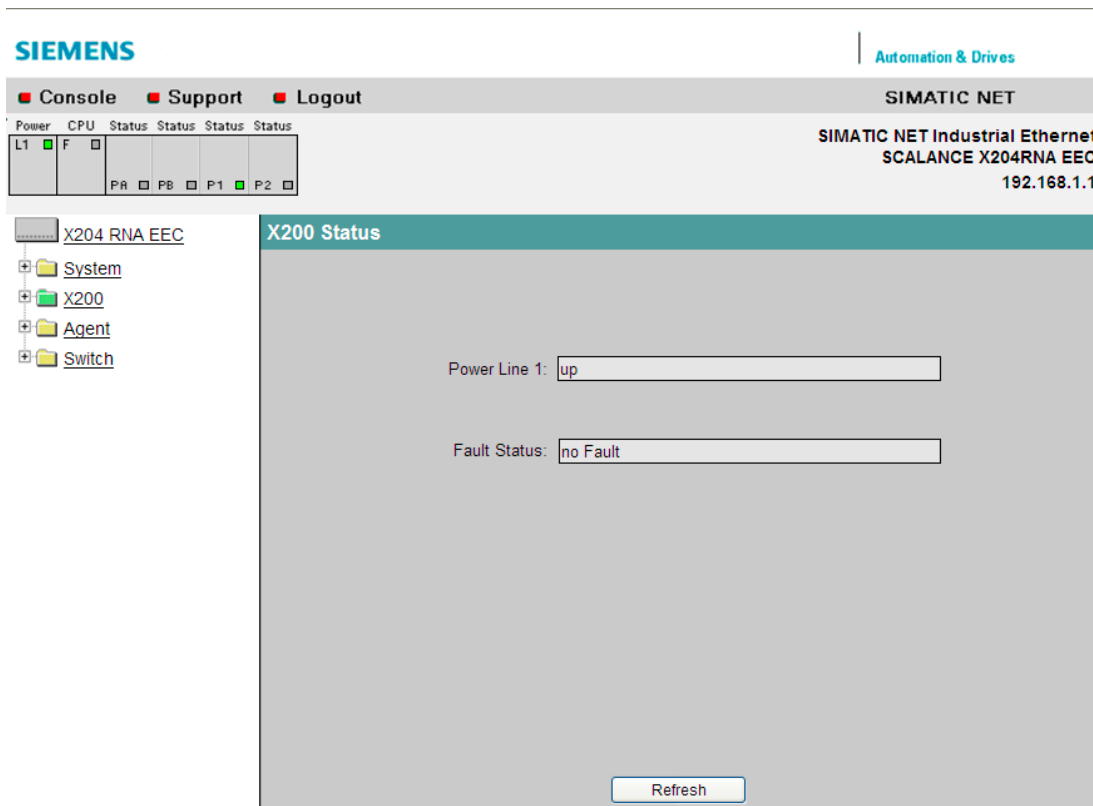 SIEMENS
Automation & Drives
Console Support Logout SIMATIC NET
Power CPU Status Status Status Status
L1 F
PA PB P1 P2
SIMATIC NET Industrial Ethernet
SCALANCE X204RNA EEC
192.168.1.1
X204 RNA EEC
System
X200
Agent
Switch
X200 Status
Power Line 1: up
Fault Status: no Fault
Refresh